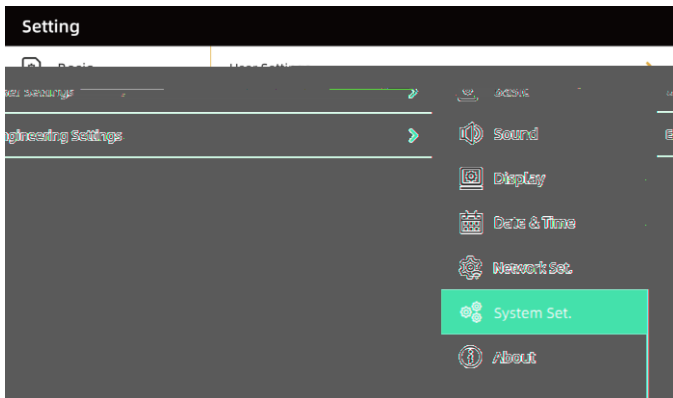 Setting
Engineering Settings
Sound
Display
Date & Time
Network Set.
System Set.
About